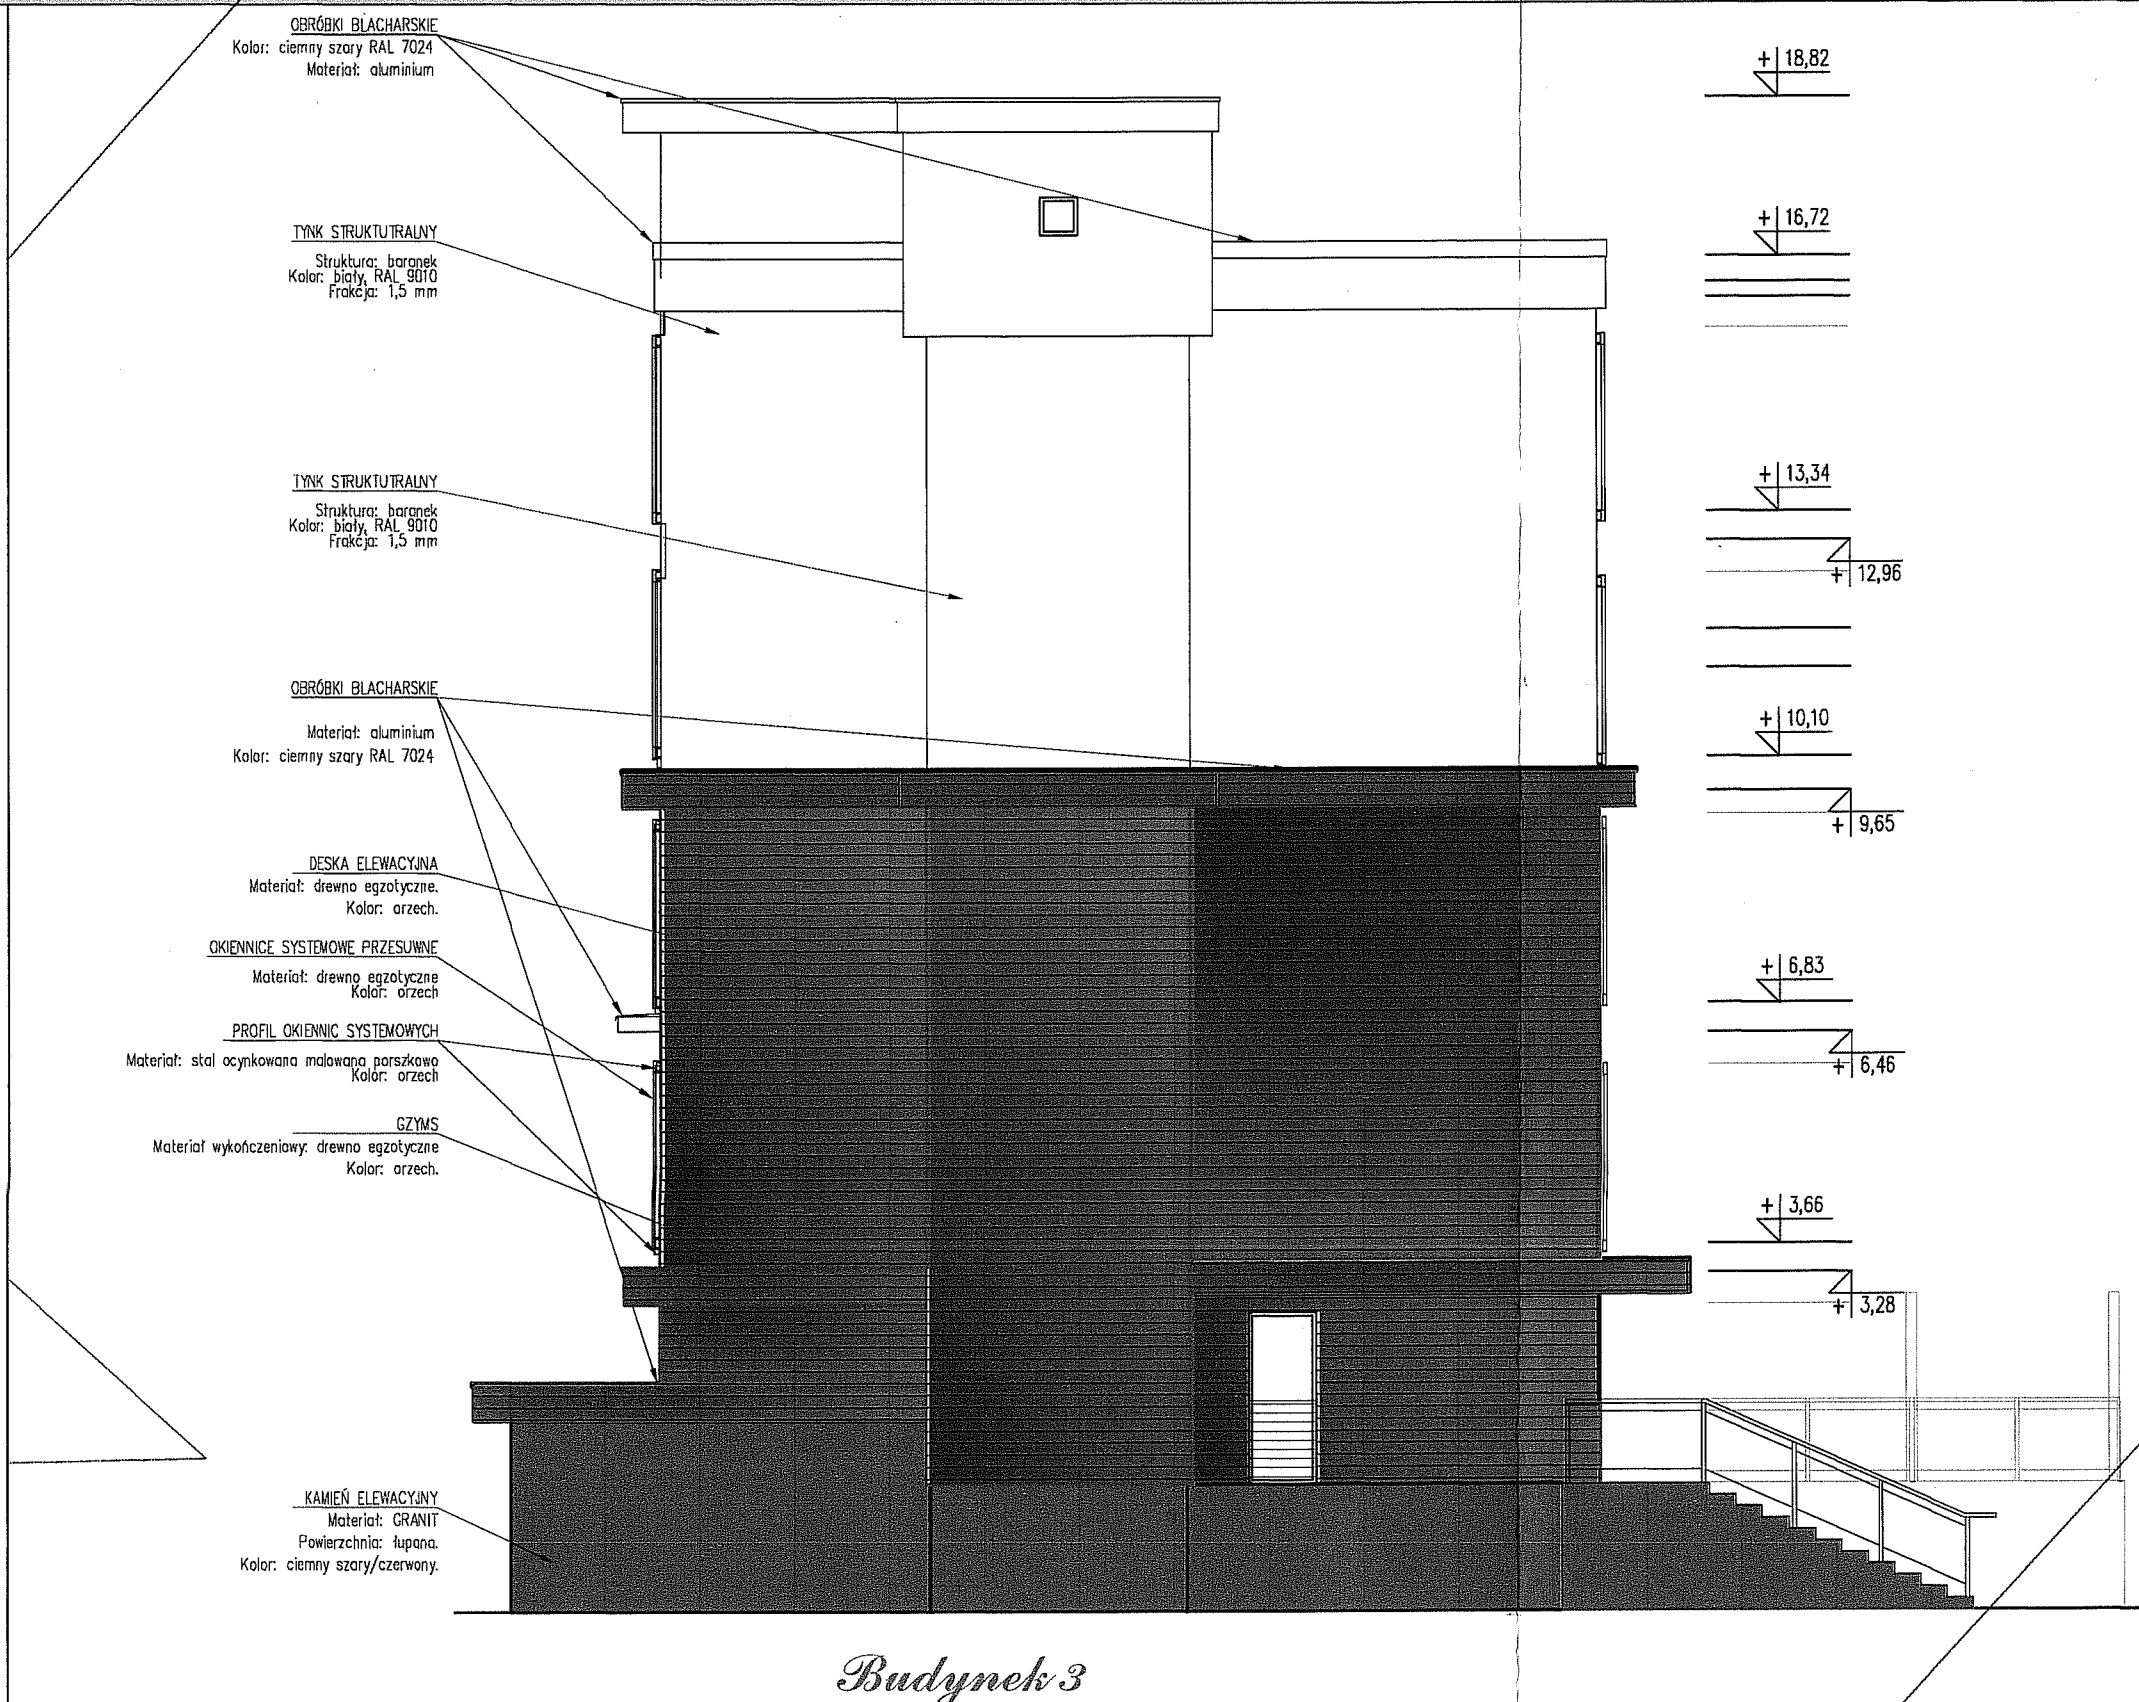 OBRÓBKI BLACHARSKIE
Kolor: ciemny szary RAL 7024
Materiał: aluminium
TYNK STRUKTUTRALNY
Struktura: baranek
Kolor: biały, RAL 9010
Frakcja: 1,5 mm
TYNK STRUKTUTRALNY
Struktura: baranek
Kolor: biały, RAL 9010
Frakcja: 1,5 mm
OBRÓBKI BLACHARSKIE
Materiał: aluminium
Kolor: ciemny szary RAL 7024
DESKA ELEWACYJNA
Materiał: drewno egzotyczne.
Kolor: orzech.
OKIENNICE SYSTEMOWE PRZESUWNE
Materiał: drewno egzotyczne
Kolor: orzech
PROFIL OKIENNIC SYSTEMOWYCH
Materiał: stal ocynkowana malowana porszkowo
Kolor: orzech
GZYMS
Materiał wykończeniowy: drewno egzotyczne
Kolor: orzech.
KAMIEŃ ELEWACYJNY
Materiał: GRANIT
Powierzchnia: łupana.
Kolor: ciemny szary/czerwony.
+ 18,82
+ 16,72
+ 13,34
+ 12,96
+ 10,10
+ 9,65
+ 6,83
+ 6,46
+ 3,66
+ 3,28
Budynek 3